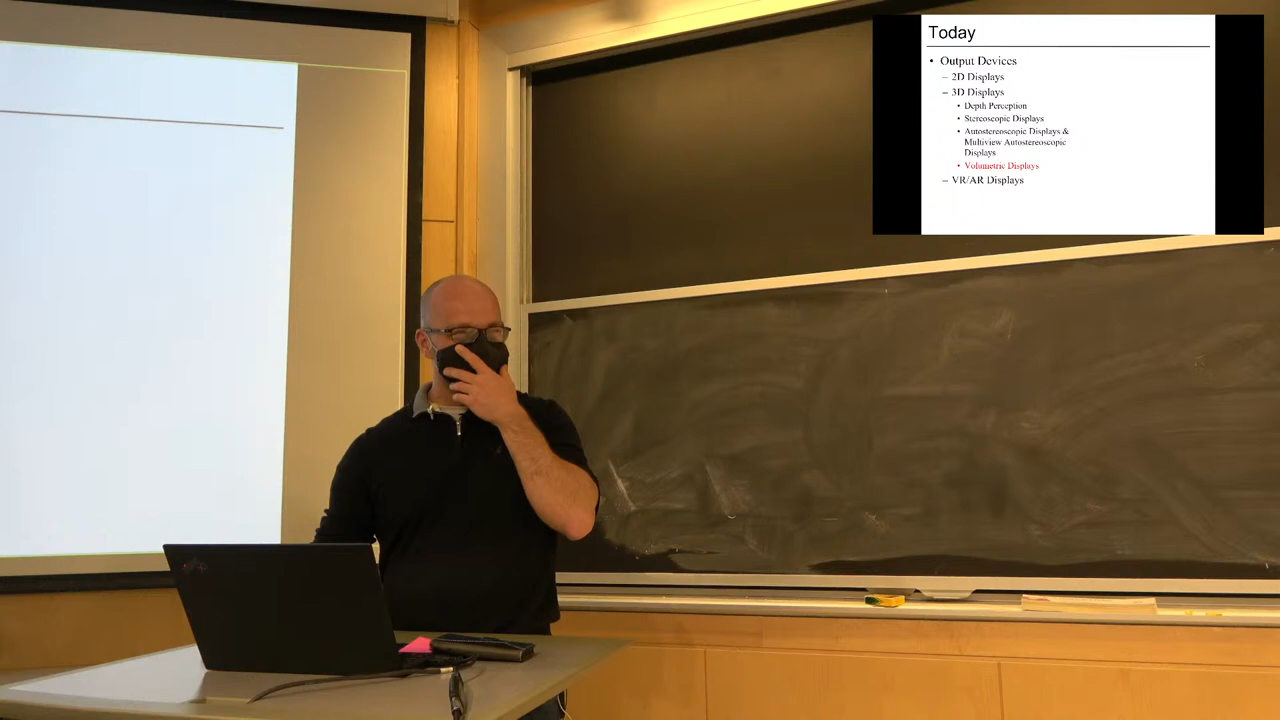 Today
• Output Devices
– 2D Displays
– 3D Displays
• Depth Perception
• Stereoscopic Displays
• Autostereoscopic Displays &
Multiview Autostereoscopic
Displays
• Volumetric Displays
– VR/AR Displays